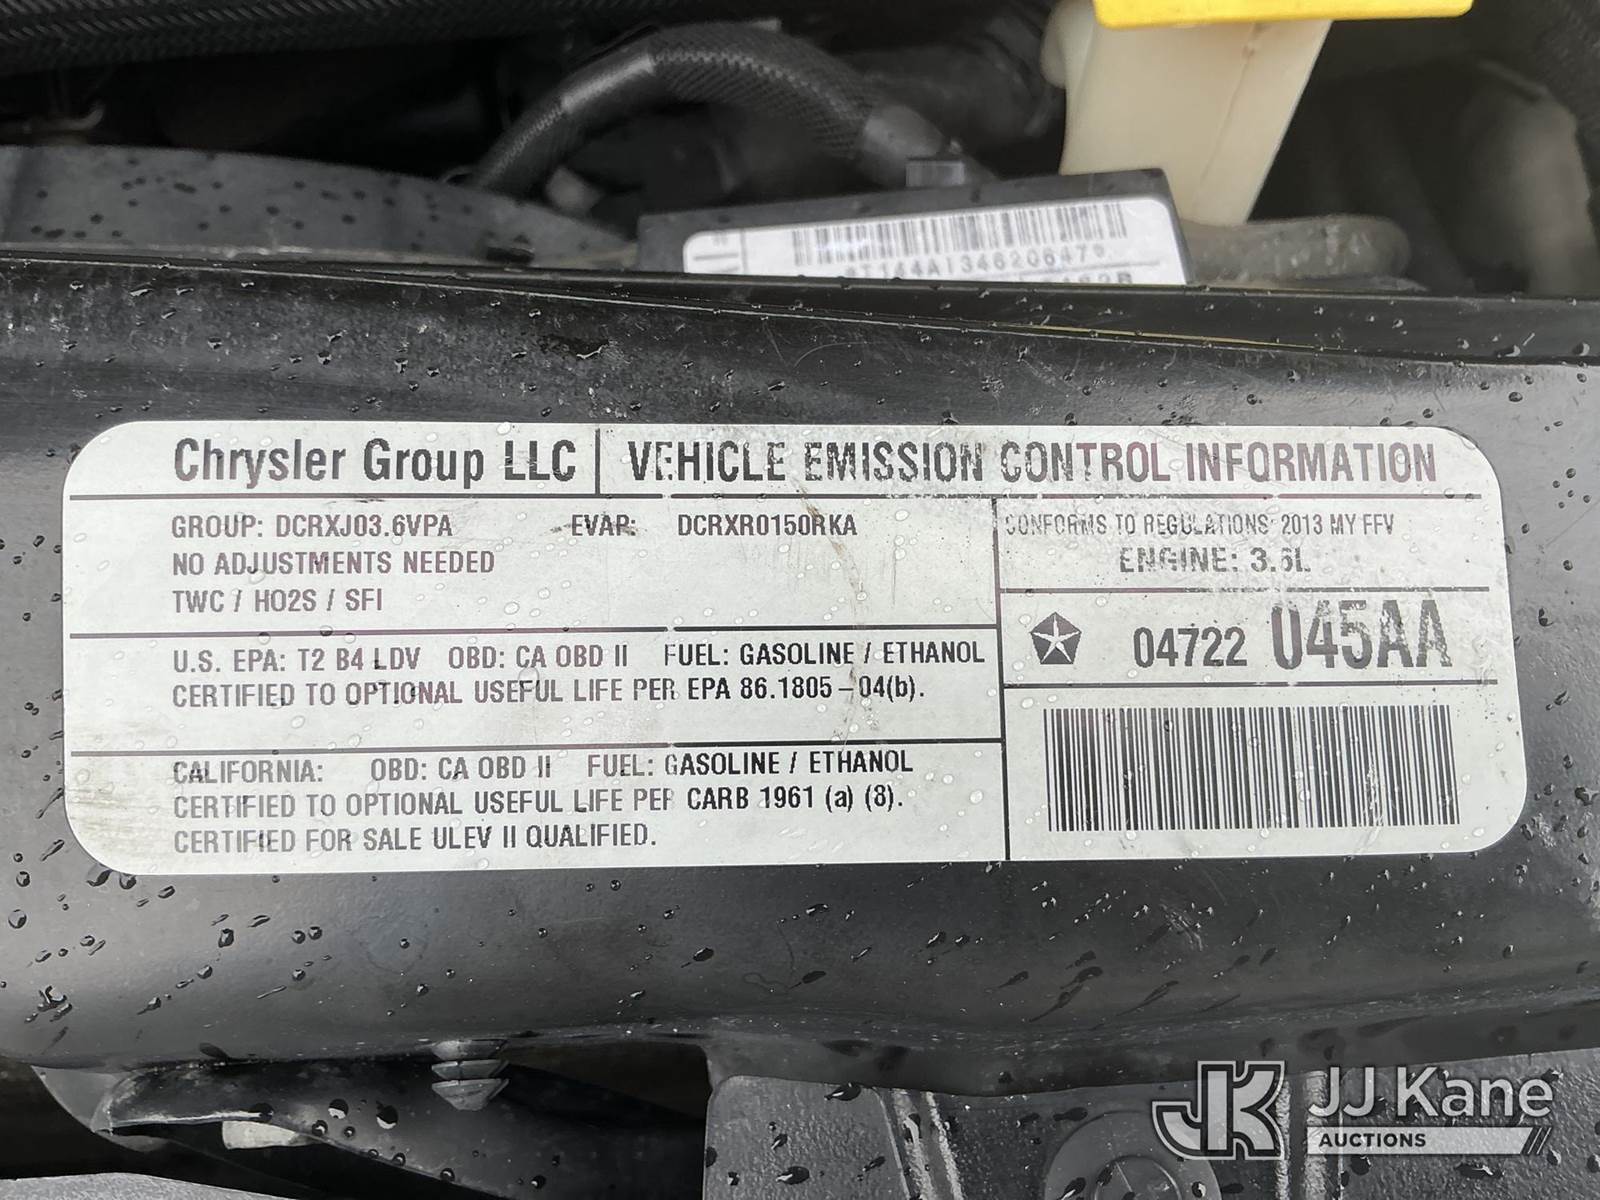 T144A134620647
Chrysler Group LLC | VEHICLE EMISSION CONTROL INFORMATION
GROUP: DCRXJ03.6VPA EVAP: DCRXR0150RKA
NO ADJUSTMENTS NEEDED
TWC / HO2S / SFI
CONFORMS TO REGULATIONS: 2013 MY FFV
ENGINE: 3.6L
04722 045AA
U.S. EPA: T2 B4 LDV OBD: CA OBD II FUEL: GASOLINE / ETHANOL
CERTIFIED TO OPTIONAL USEFUL LIFE PER EPA 86.1805-04(b).
CALIFORNIA: OBD: CA OBD II FUEL: GASOLINE / ETHANOL
CERTIFIED TO OPTIONAL USEFUL LIFE PER CARB 1961 (a) (8).
CERTIFIED FOR SALE ULEV II QUALIFIED.
JK JJ Kane
AUCTIONS